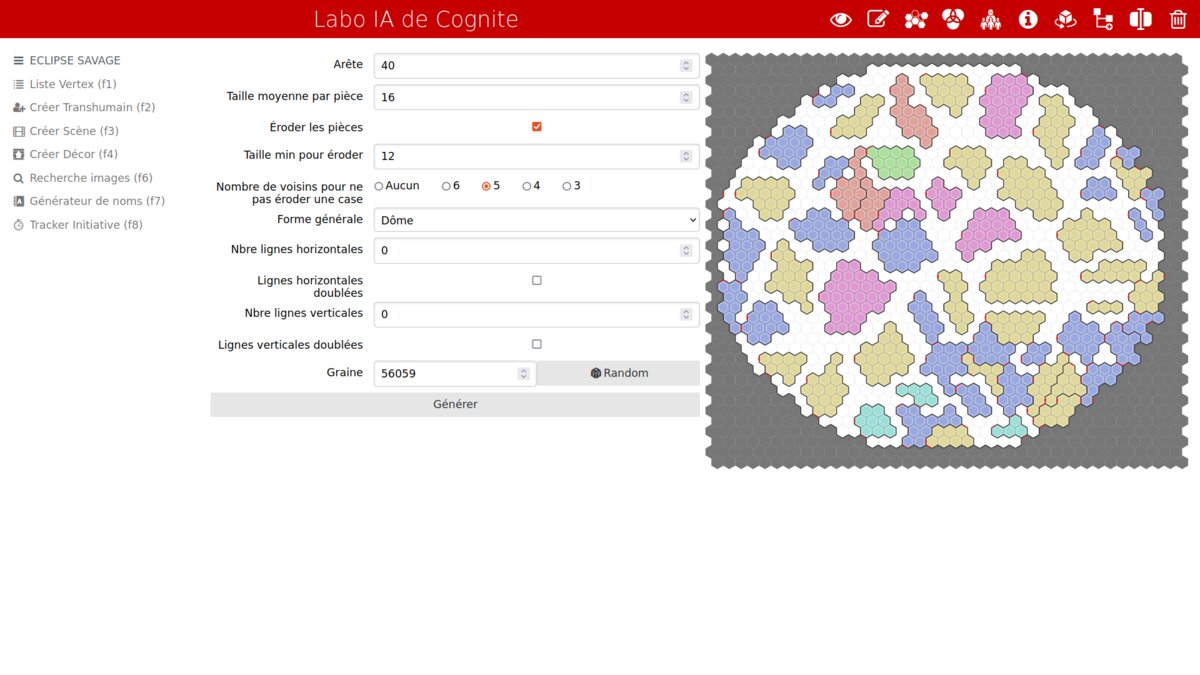 Labo IA de Cognite
ECLIPSE SAVAGE
Liste Vertex (f1)
Créer Transhumain (f2)
Créer Scène (f3)
Créer Décor (f4)
Recherche images (f6)
Générateur de noms (f7)
Tracker Initiative (f8)
Arête 40
Taille moyenne par pièce 16
Éroder les pièces
Taille min pour éroder 12
Nombre de voisins pour ne
pas éroder une case
Aucun 6 5 4 3
Forme générale Dôme
Nbre lignes horizontales 0
Lignes horizontales
doublées
Nbre lignes verticales 0
Lignes verticales doublées
Graine 56059 Random
Générer